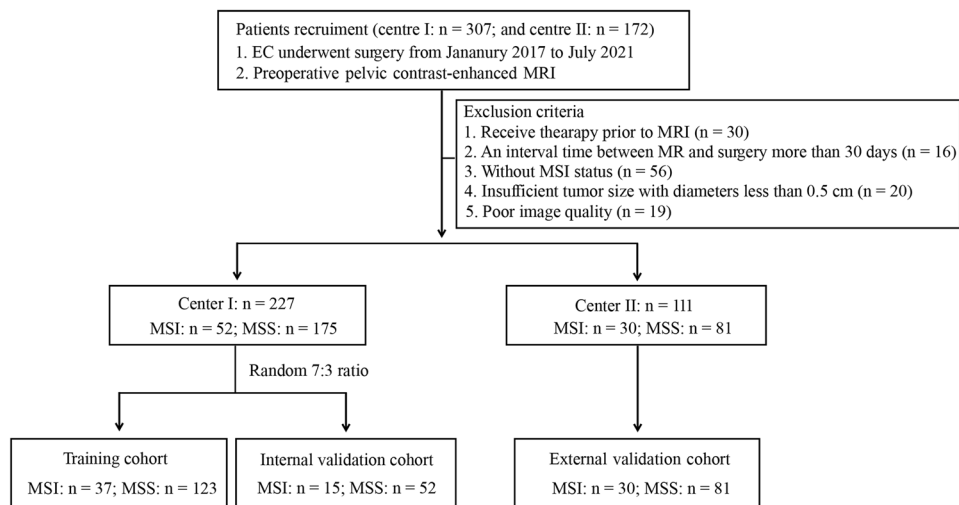 Patients recruitment (centre I: n = 307; and centre II: n = 172)
1. EC underwent surgery from Jananury 2017 to July 2021
2. Preoperative pelvic contrast-enhanced MRI
Exclusion criteria
1. Receive thearapy prior to MRI (n = 30)
2. An interval time between MR and surgery more than 30 days (n = 16)
3. Without MSI status (n = 56)
4. Insufficient tumor size with diameters less than 0.5 cm (n = 20)
5. Poor image quality (n = 19)
Center I: n = 227
MSI: n = 52; MSS: n = 175
Center II: n = 111
MSI: n = 30; MSS: n = 81
Random 7:3 ratio
Training cohort
MSI: n = 37; MSS: n = 123
Internal validation cohort
MSI: n = 15; MSS: n = 52
External validation cohort
MSI: n = 30; MSS: n = 81